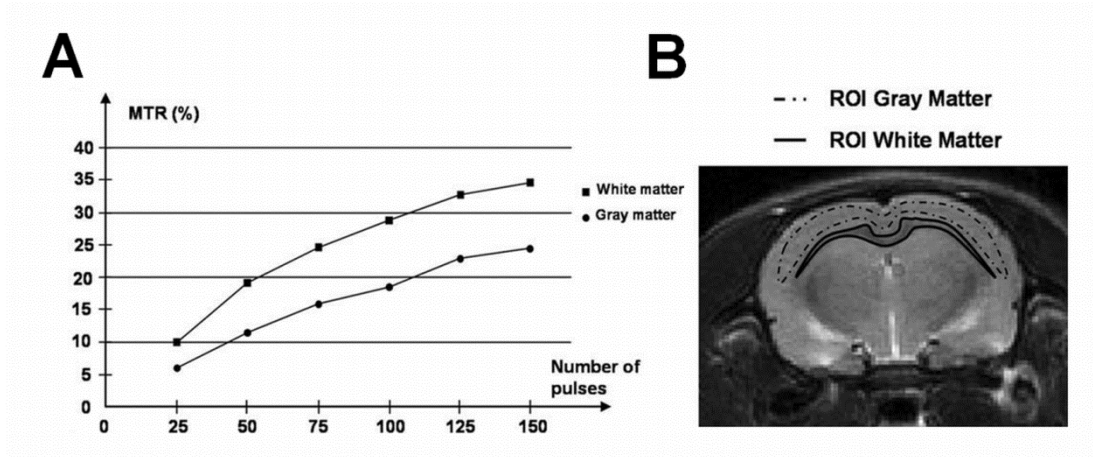 A
MTR (%)
40
35
30
25
20
15
10
5
0
0 25 50 75 100 125 150
Number of
pulses
White matter
Gray matter
B
ROI Gray Matter
ROI White Matter